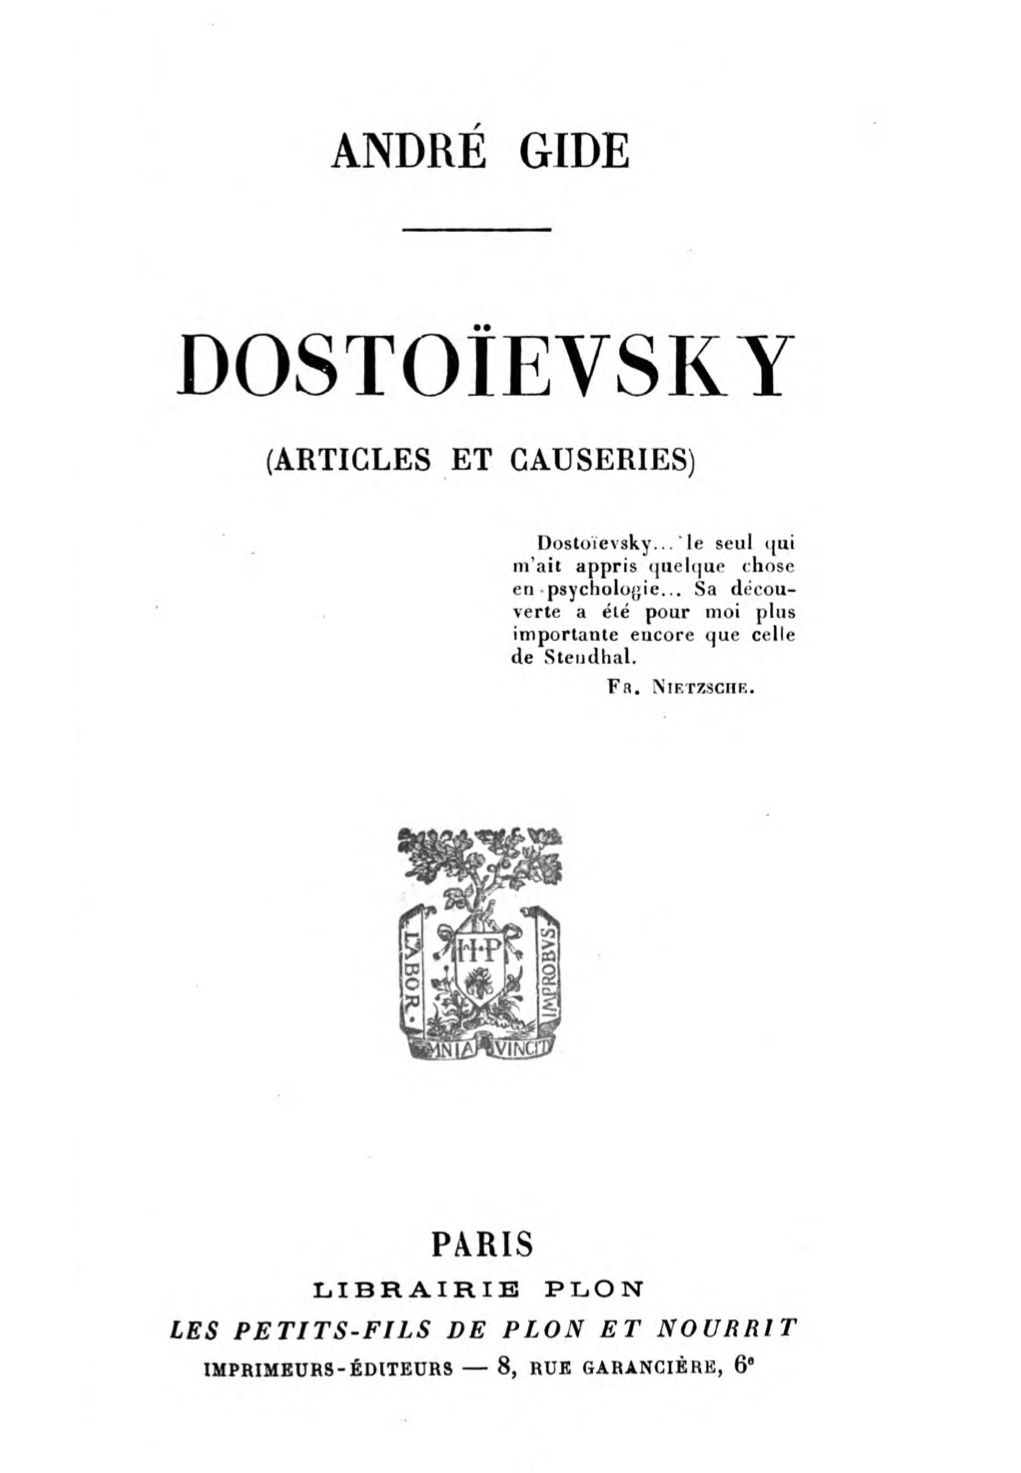 ANDRÉ GIDE
DOSTOÏEVSKY
(ARTICLES ET CAUSERIES)
Dostoïevsky... le seul qui
m'ait appris quelque chose
en psychologie... Sa décou-
verte a été pour moi plus
importante encore que celle
de Stendhal.
FR. NIETZSCHE.
LABOR.
H·P
IMPROBVS
OMNIA VINCIT
PARIS
LIBRAIRIE PLON
LES PETITS-FILS DE PLON ET NOURRIT
IMPRIMEURS-ÉDITEURS — 8, RUE GARANCIÈRE, 6e